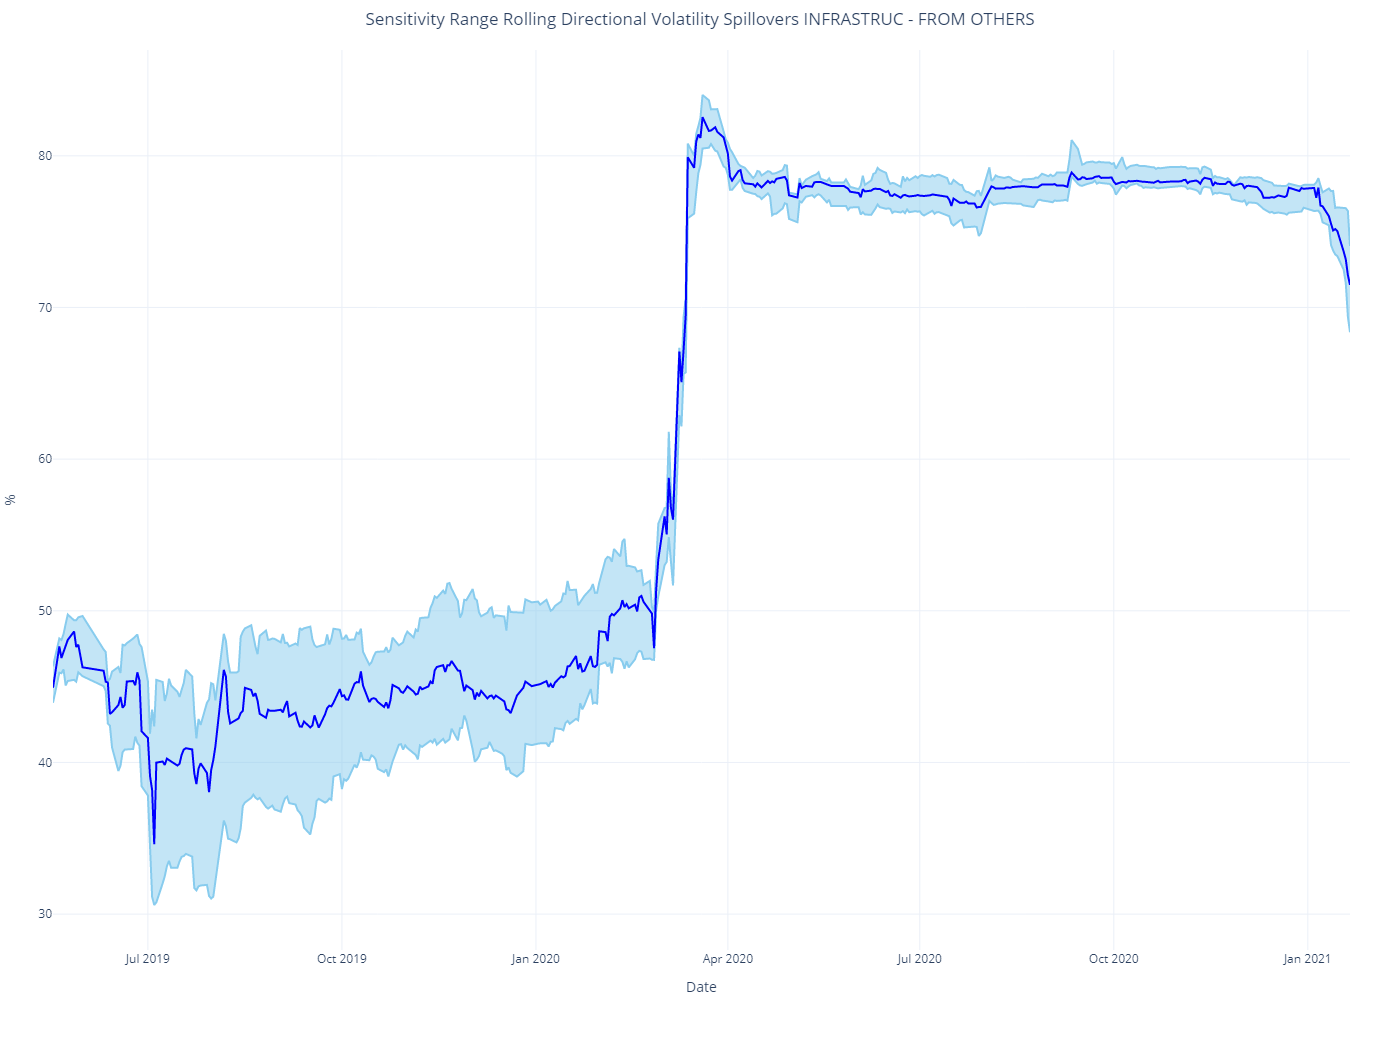 Sensitivity Range Rolling Directional Volatility Spillovers INFRASTRUC - FROM OTHERS
80
70
60
%
50
40
30
Jul 2019
Oct 2019
Jan 2020
Apr 2020
Jul 2020
Oct 2020
Jan 2021
Date